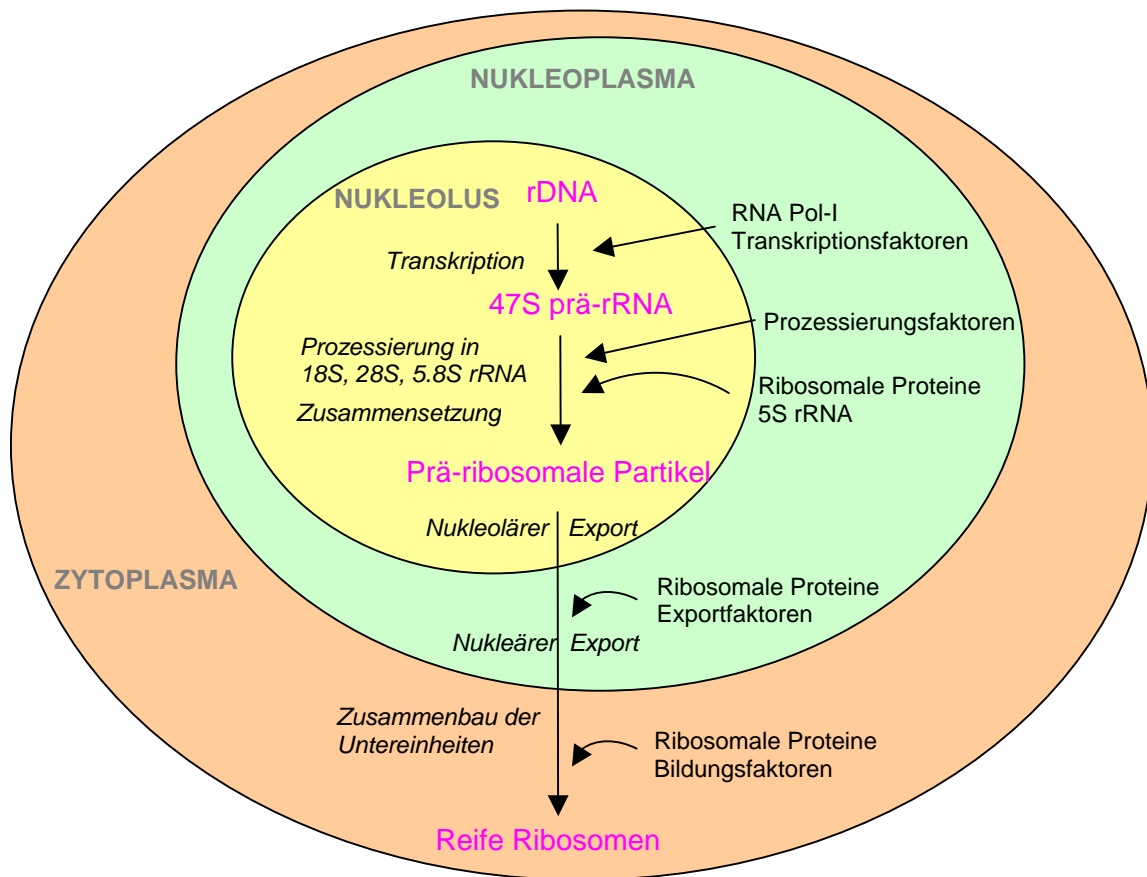 NUKLEOPLASMA
NUKLEOLUS
rDNA
RNA Pol-I
Transkriptionsfaktoren
Transkription
47S prä-rRNA
Prozessierungsfaktoren
Prozessierung in
18S, 28S, 5.8S rRNA
Zusammensetzung
Ribosomale Proteine
5S rRNA
Prä-ribosomale Partikel
Nukleolärer Export
ZYTOPLASMA
Ribosomale Proteine
Exportfaktoren
Nukleärer Export
Zusammenbau der
Untereinheiten
Ribosomale Proteine
Bildungsfaktoren
Reife Ribosomen